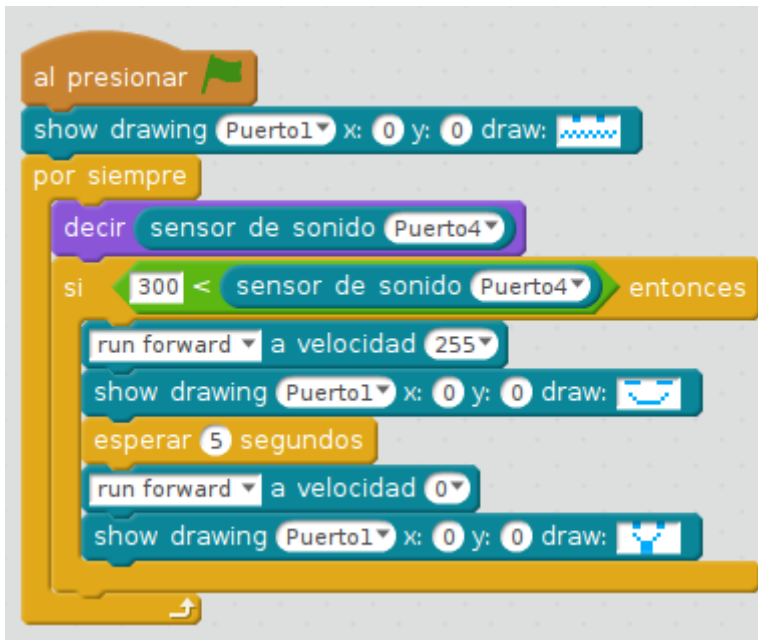 al presionar
show drawing Puerto1 x: 0 y: 0 draw:
por siempre
decir sensor de sonido Puerto4
si 300 < sensor de sonido Puerto4 entonces
run forward a velocidad 255
show drawing Puerto1 x: 0 y: 0 draw:
esperar 5 segundos
run forward a velocidad 0
show drawing Puerto1 x: 0 y: 0 draw: